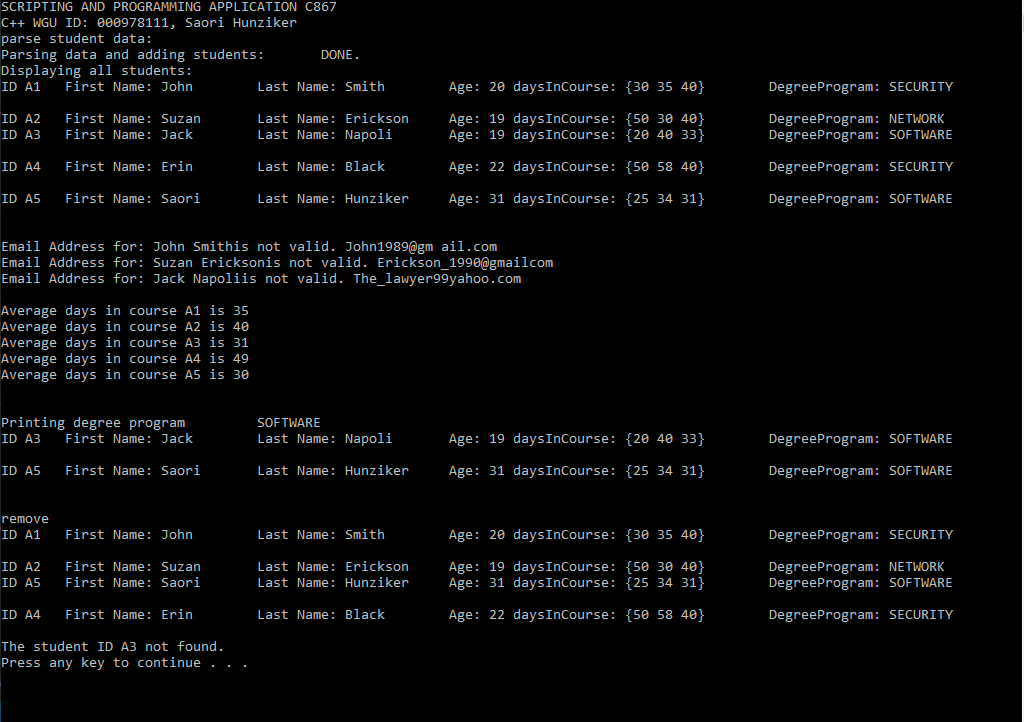 SCRIPTING AND PROGRAMMING APPLICATION C867
C++ WGU ID: 000978111, Saori Hunziker
parse student data:
Parsing data and adding students:       DONE.
Displaying all students:
ID A1   First Name: John        Last Name: Smith        Age: 20 daysInCourse: {30 35 40}        DegreeProgram: SECURITY
ID A2   First Name: Suzan       Last Name: Erickson     Age: 19 daysInCourse: {50 30 40}        DegreeProgram: NETWORK
ID A3   First Name: Jack        Last Name: Napoli       Age: 19 daysInCourse: {20 40 33}        DegreeProgram: SOFTWARE
ID A4   First Name: Erin        Last Name: Black        Age: 22 daysInCourse: {50 58 40}        DegreeProgram: SECURITY
ID A5   First Name: Saori       Last Name: Hunziker     Age: 31 daysInCourse: {25 34 31}        DegreeProgram: SOFTWARE
Email Address for: John Smithis not valid. John1989@gm ail.com
Email Address for: Suzan Ericksonis not valid. Erickson_1990@gmailcom
Email Address for: Jack Napoliis not valid. The_lawyer99yahoo.com
Average days in course A1 is 35
Average days in course A2 is 40
Average days in course A3 is 31
Average days in course A4 is 49
Average days in course A5 is 30
Printing degree program         SOFTWARE
ID A3   First Name: Jack        Last Name: Napoli       Age: 19 daysInCourse: {20 40 33}        DegreeProgram: SOFTWARE
ID A5   First Name: Saori       Last Name: Hunziker     Age: 31 daysInCourse: {25 34 31}        DegreeProgram: SOFTWARE
remove
ID A1   First Name: John        Last Name: Smith        Age: 20 daysInCourse: {30 35 40}        DegreeProgram: SECURITY
ID A2   First Name: Suzan       Last Name: Erickson     Age: 19 daysInCourse: {50 30 40}        DegreeProgram: NETWORK
ID A5   First Name: Saori       Last Name: Hunziker     Age: 31 daysInCourse: {25 34 31}        DegreeProgram: SOFTWARE
ID A4   First Name: Erin        Last Name: Black        Age: 22 daysInCourse: {50 58 40}        DegreeProgram: SECURITY
The student ID A3 not found.
Press any key to continue . . .